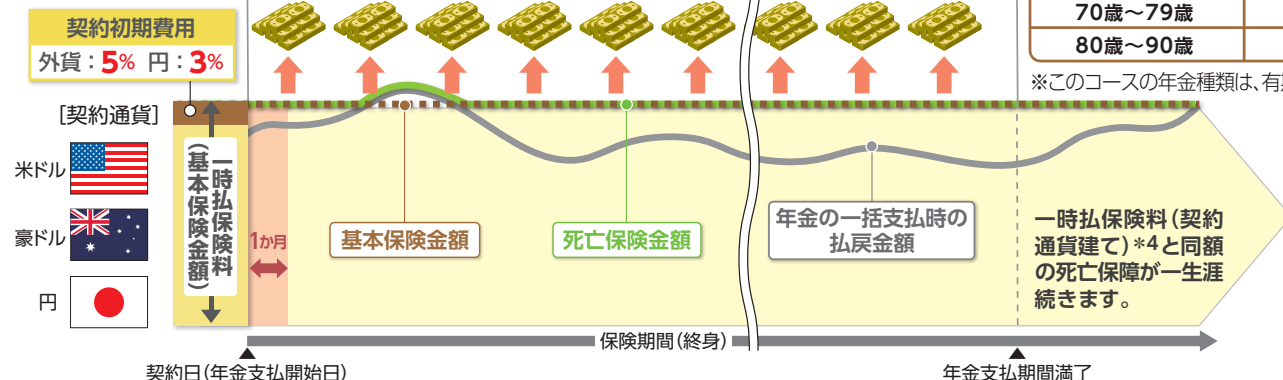 契約初期費用
外貨：5% 円：3%
70歳～79歳
80歳～90歳
※このコースの年金種類は、有期
[契約通貨]
米ドル
豪ドル
円
一時払保険料
(基本保険金額)
1か月
基本保険金額
死亡保険金額
年金の一括支払時の
払戻金額
一時払保険料(契約
通貨建て)*4と同額
の死亡保障が一生涯
続きます。
保険期間(終身)
契約日(年金支払開始日)
年金支払期間満了